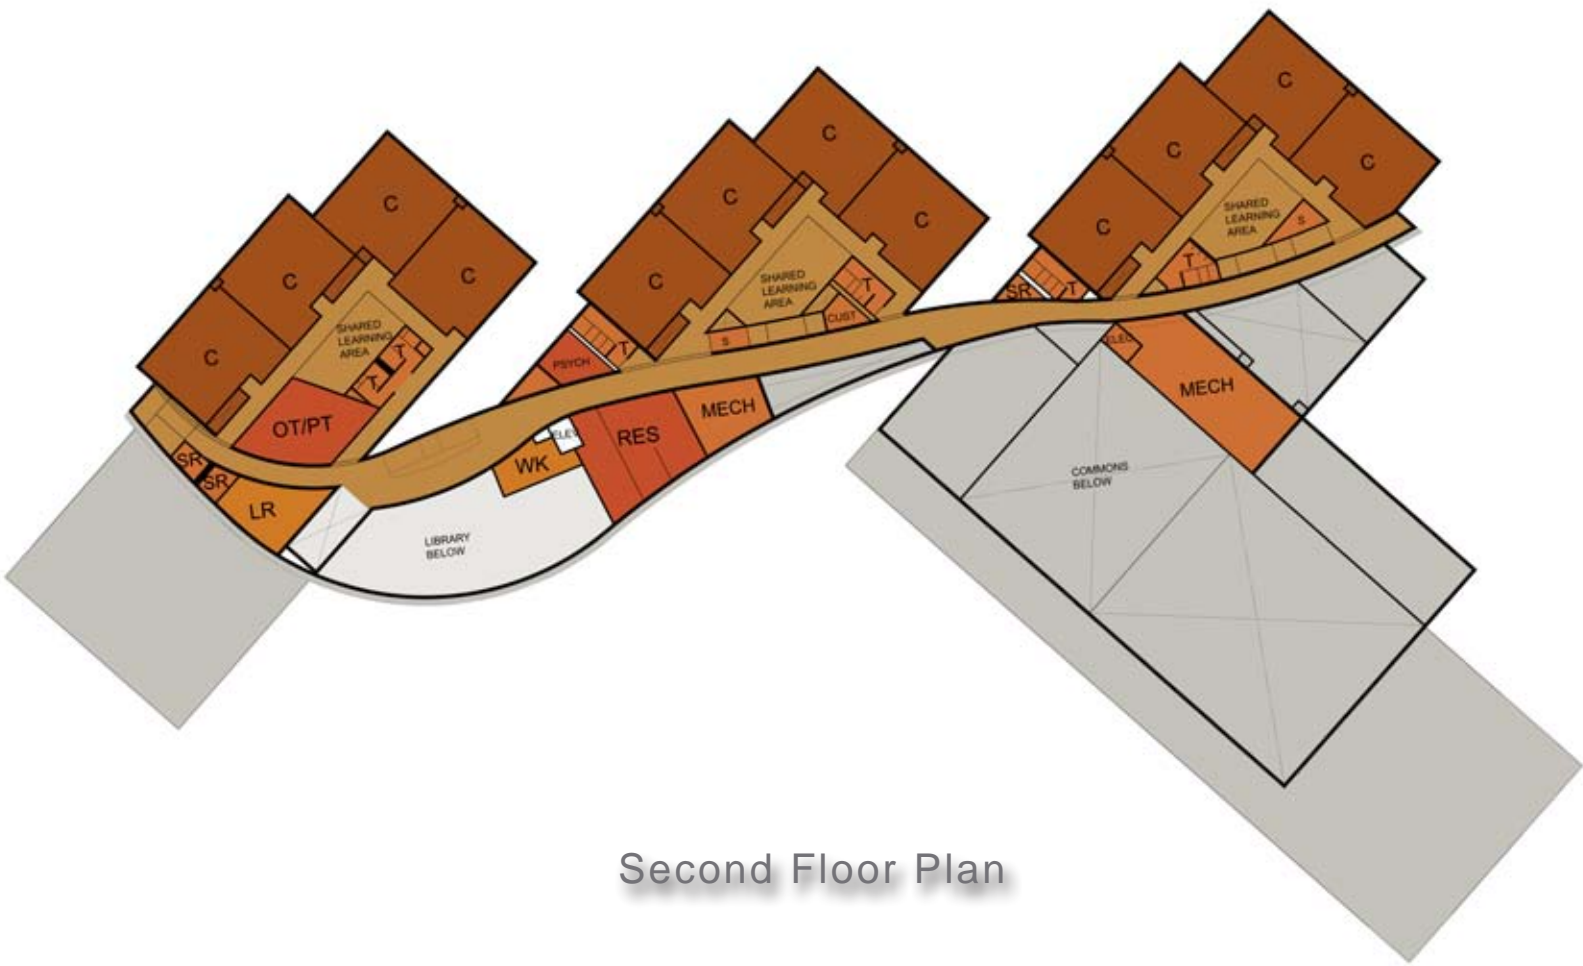 C
C
C
C
SHARED
LEARNING
AREA
T
T
OT/PT
SR
SR
LR
LIBRARY
BELOW
C
C
C
C
SHARED
LEARNING
AREA
T
CUST
S
T
PSYCH
ELEV
WK
RES
MECH
C
C
C
C
SHARED
LEARNING
AREA
S
T
T
SR
ELEC
MECH
COMMONS
BELOW
Second Floor Plan